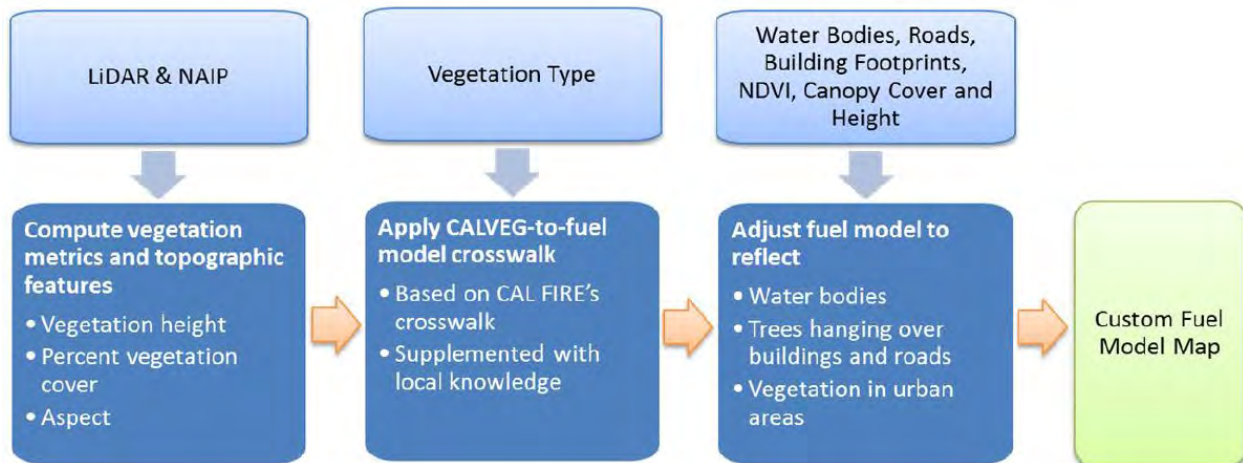 LiDAR & NAIP
Vegetation Type
Water Bodies, Roads,
Building Footprints,
NDVI, Canopy Cover and
Height
Compute vegetation
metrics and topographic
features
• Vegetation height
• Percent vegetation
cover
• Aspect
Apply CALVEG-to-fuel
model crosswalk
• Based on CAL FIRE's
crosswalk
• Supplemented with
local knowledge
Adjust fuel model to
reflect
• Water bodies
• Trees hanging over
buildings and roads
• Vegetation in urban
areas
Custom Fuel
Model Map